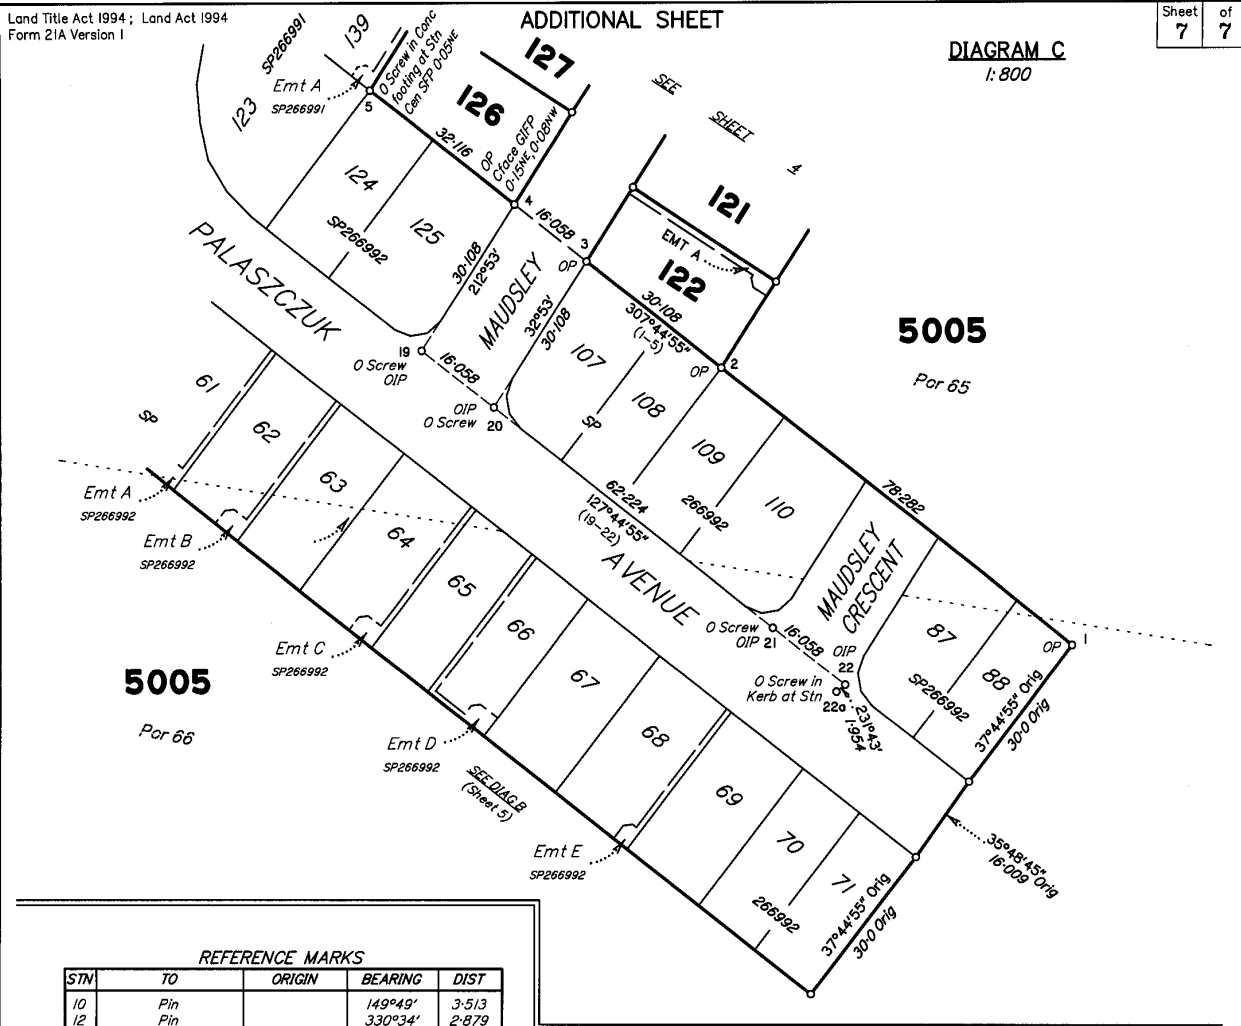 Land Title Act 1994 ; Land Act 1994
Form 21A Version 1
ADDITIONAL SHEET
Sheet of
7 7
DIAGRAM C
1:800
SP266991
139
Emt A
SP266991
5
O Screw in Conc
footing at Stn
Cen SFP 0·05NE
123
127
126
32·116
OP
Cface GIFP
0·15NE, 0·08NW
4
SEE
SHEET
4
121
EMT A
122
124
125
SP266992
16·058
3
OP
30·108
212°53'
MAUDSLEY
32°53'
30·108
30·108
307°44'55"
(1-5)
OP
2
5005
Por 65
PALASZCZUK
19
O Screw
OIP
16·058
OIP
O Screw
20
107
108
SP
109
110
266992
62·224
127°44'55"
(19-22)
78·282
AVENUE
MAUDSLEY
CRESCENT
61
SP
62
63
64
65
66
67
68
69
70
71
266992
Emt A
SP266992
Emt B
SP266992
Emt C
SP266992
Emt D
SP266992
Emt E
SP266992
A
O Screw
OIP 21
16·058
OIP
22
O Screw in
Kerb at Stn
22a
231°43'
1·954
87
88
SP266992
OP
1
37°44'55" Orig
30·0 Orig
35°48'45"
16·009 Orig
37°44'55" Orig
30·0 Orig
5005
Por 66
SEE DIAG B
(Sheet 5)
REFERENCE MARKS
STN TO ORIGIN BEARING DIST
10 Pin 149°49' 3·513
12 Pin 330°34' 2·879